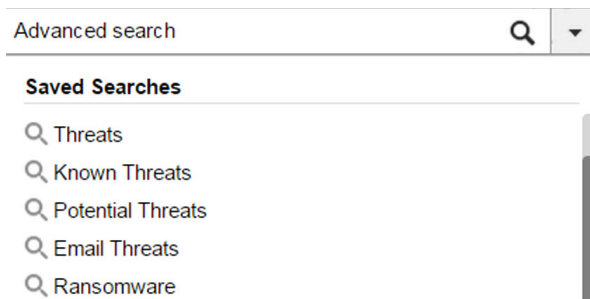 Advanced search
Saved Searches
Threats
Known Threats
Potential Threats
Email Threats
Ransomware